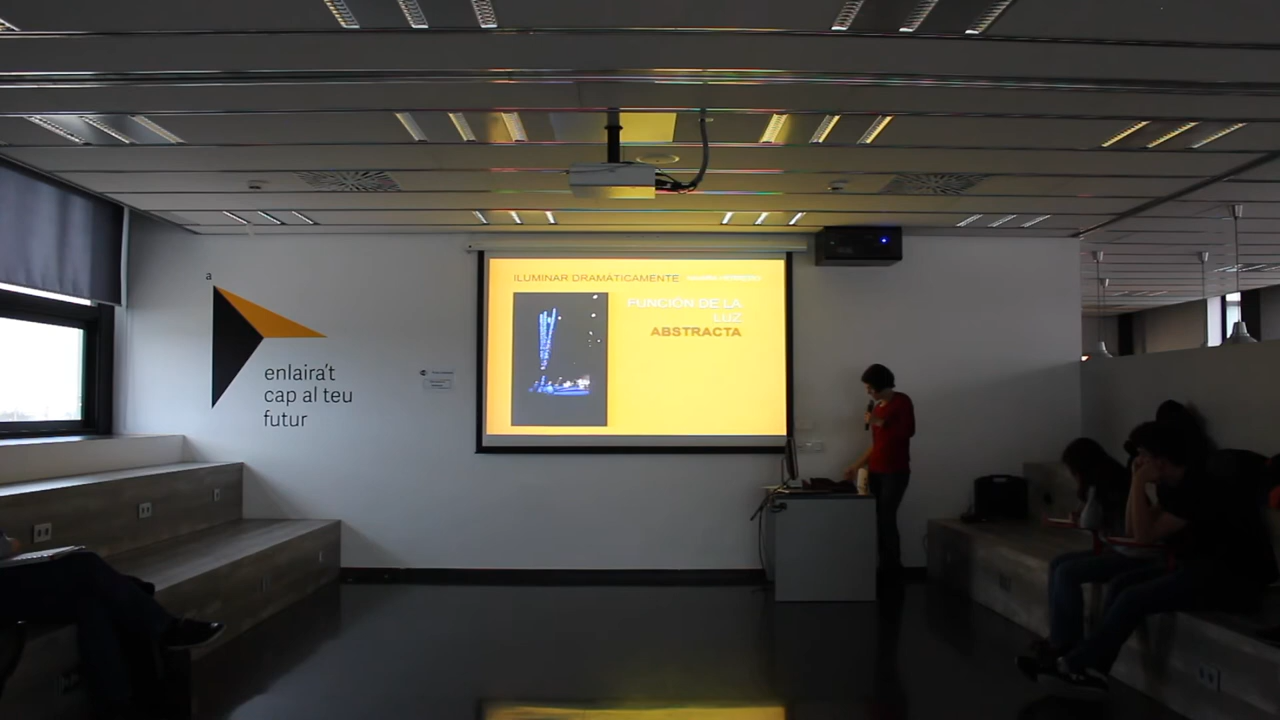 a
enlaira't
cap al teu
futur
ILUMINAR DRAMÁTICAMENTE
FUNCIÓN DE LA
LUZ
ABSTRACTA